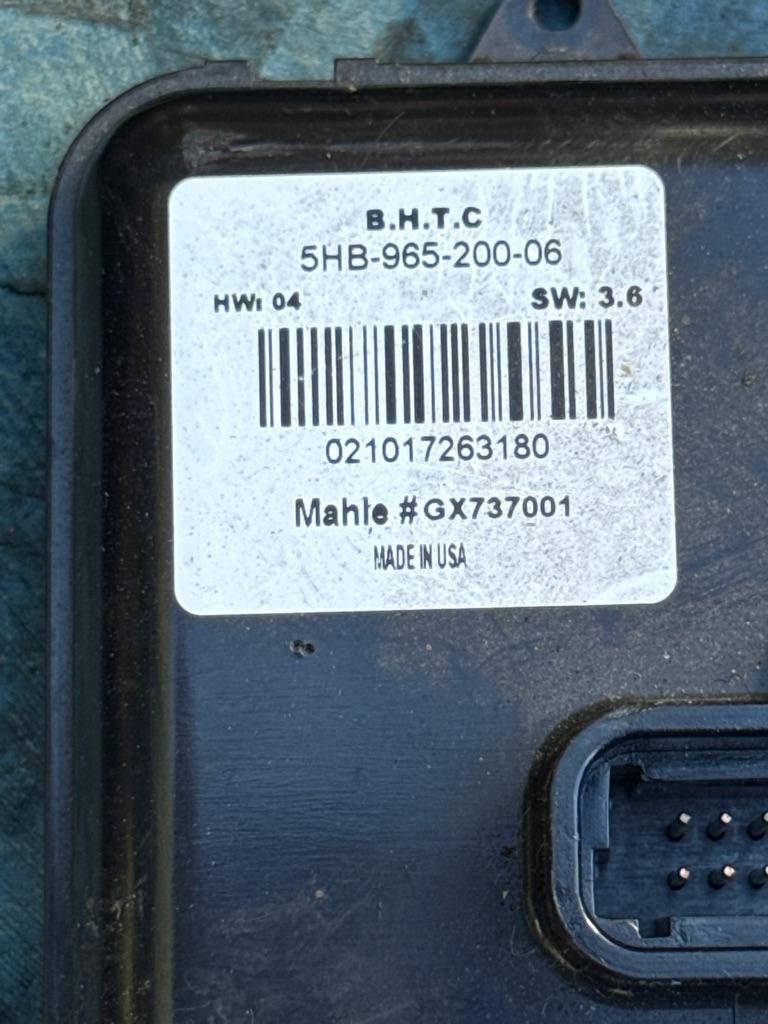 B.H.T.C
5HB-965-200-06
HW: 04 SW: 3.6
021017263180
Mahle #GX737001
MADE IN USA